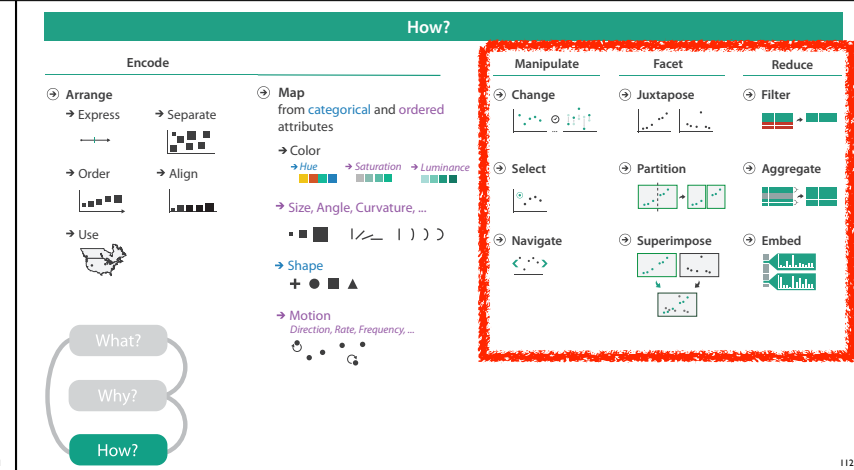 How?
Encode
Arrange
Express
Separate
Order
Align
Use
Map
from categorical and ordered
attributes
Color
Hue
Saturation
Luminance
Size, Angle, Curvature, ...
Shape
Motion
Direction, Rate, Frequency, ...
Manipulate
Facet
Reduce
Change
Juxtapose
Filter
Select
Partition
Aggregate
Navigate
Superimpose
Embed
What?
Why?
How?
112